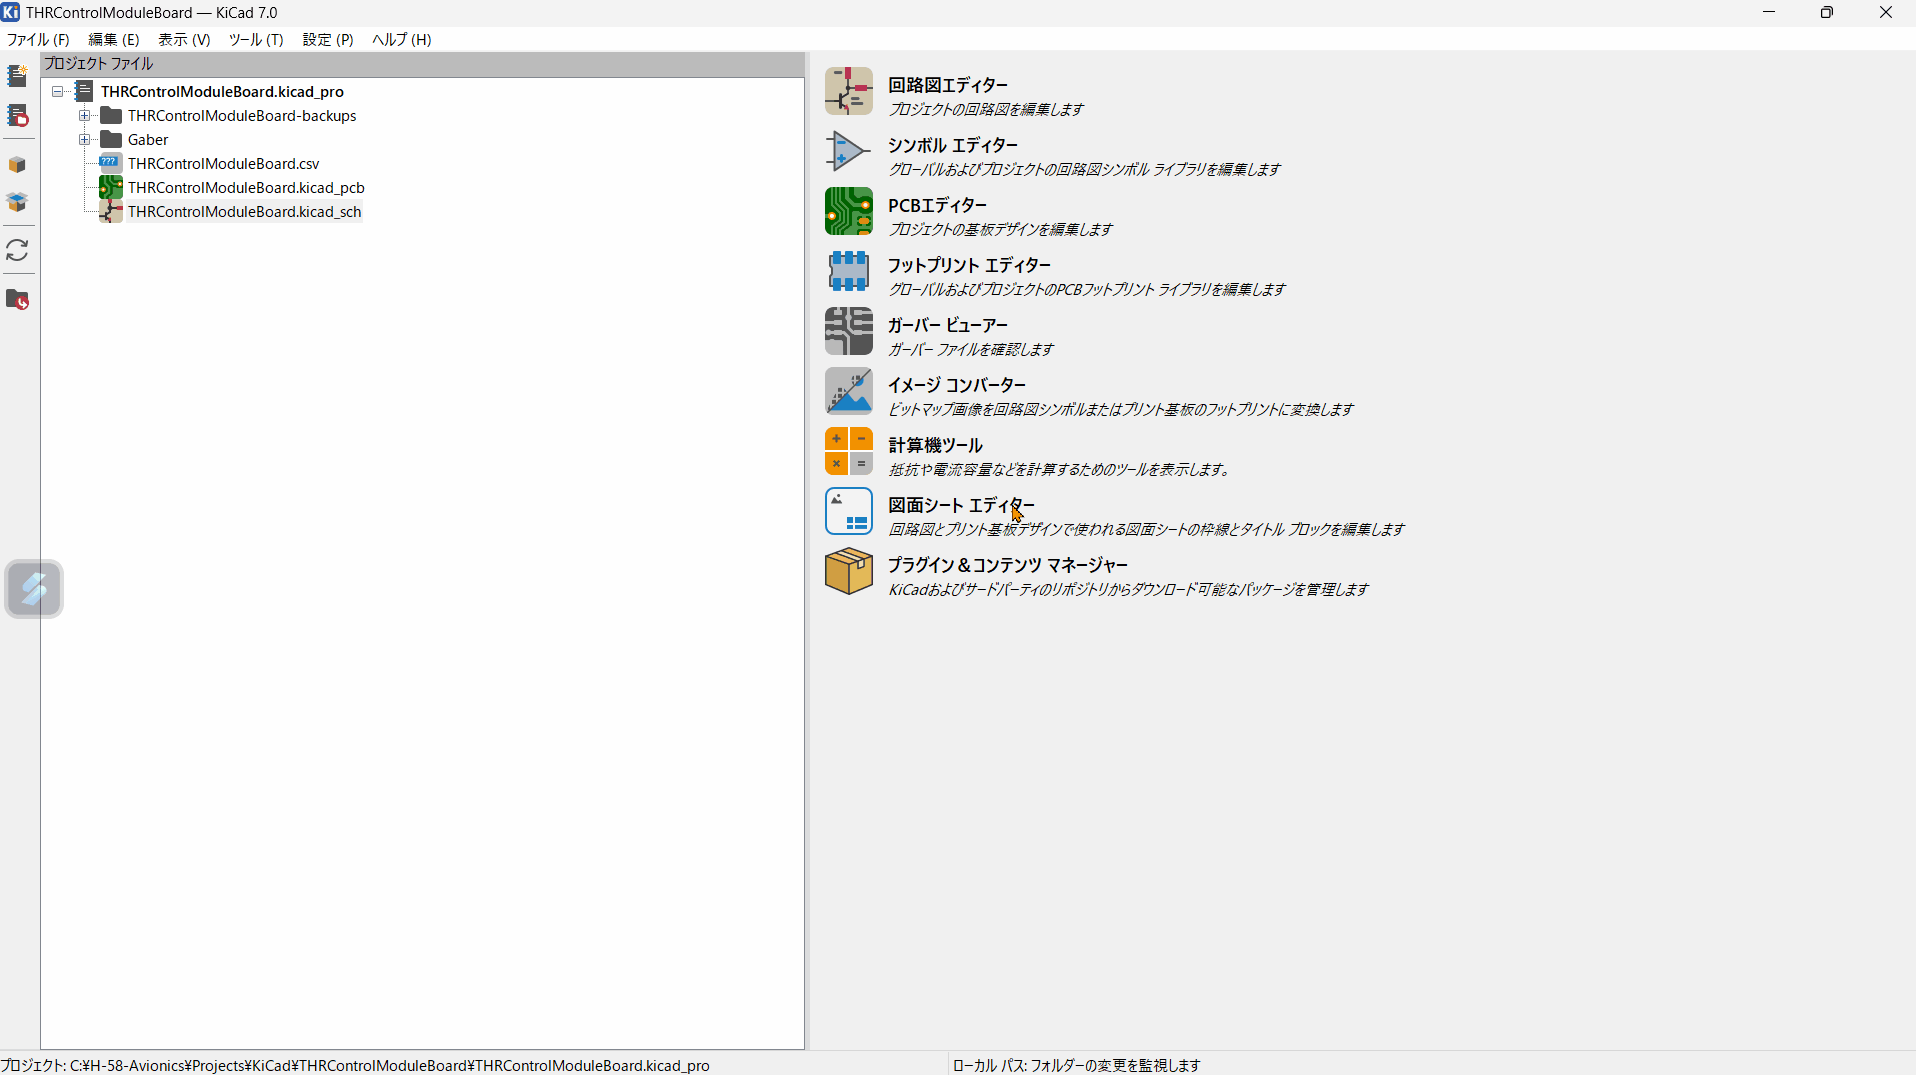 THRControlModuleBoard — KiCad 7.0
ファイル (F) 編集 (E) 表示 (V) ツール (T) 設定 (P) ヘルプ (H)
プロジェクト ファイル
THRControlModuleBoard.kicad_pro
THRControlModuleBoard-backups
Gaber
THRControlModuleBoard.csv
THRControlModuleBoard.kicad_pcb
THRControlModuleBoard.kicad_sch
回路図エディター
プロジェクトの回路図を編集します
シンボル エディター
グローバルおよびプロジェクトの回路図シンボル ライブラリを編集します
PCBエディター
プロジェクトの基板デザインを編集します
フットプリント エディター
グローバルおよびプロジェクトのPCBフットプリント ライブラリを編集します
ガーバー ビューアー
ガーバー ファイルを確認します
イメージ コンバーター
ビットマップ画像を回路図シンボルまたはプリント基板のフットプリントに変換します
計算機ツール
抵抗や電流容量などを計算するためのツールを表示します。
図面シート エディター
回路図とプリント基板デザインで使われる図面シートの枠線とタイトル ブロックを編集します
プラグイン＆コンテンツ マネージャー
KiCadおよびサードパーティのリポジトリからダウンロード可能なパッケージを管理します
プロジェクト: C:¥H-58-Avionics¥Projects¥KiCad¥THRControlModuleBoard¥THRControlModuleBoard.kicad_pro
ローカル パス: フォルダーの変更を監視します